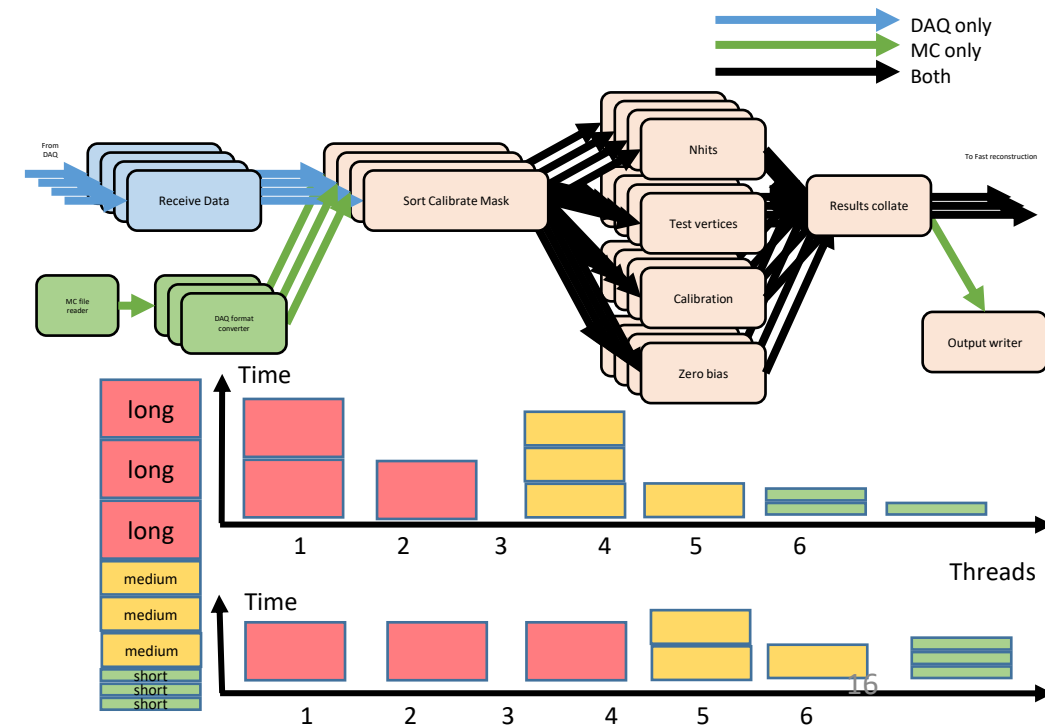 DAQ only
MC only
Both
From
DAQ
Receive Data
Sort Calibrate Mask
Nhits
Test vertices
Calibration
Zero bias
Results collate
To Fast reconstruction
MC file
reader
DAQ format
converter
Output writer
long
long
long
medium
medium
medium
short
short
short
Time
1
2
3
4
5
6
Threads
Time
1
2
3
4
5
6
16